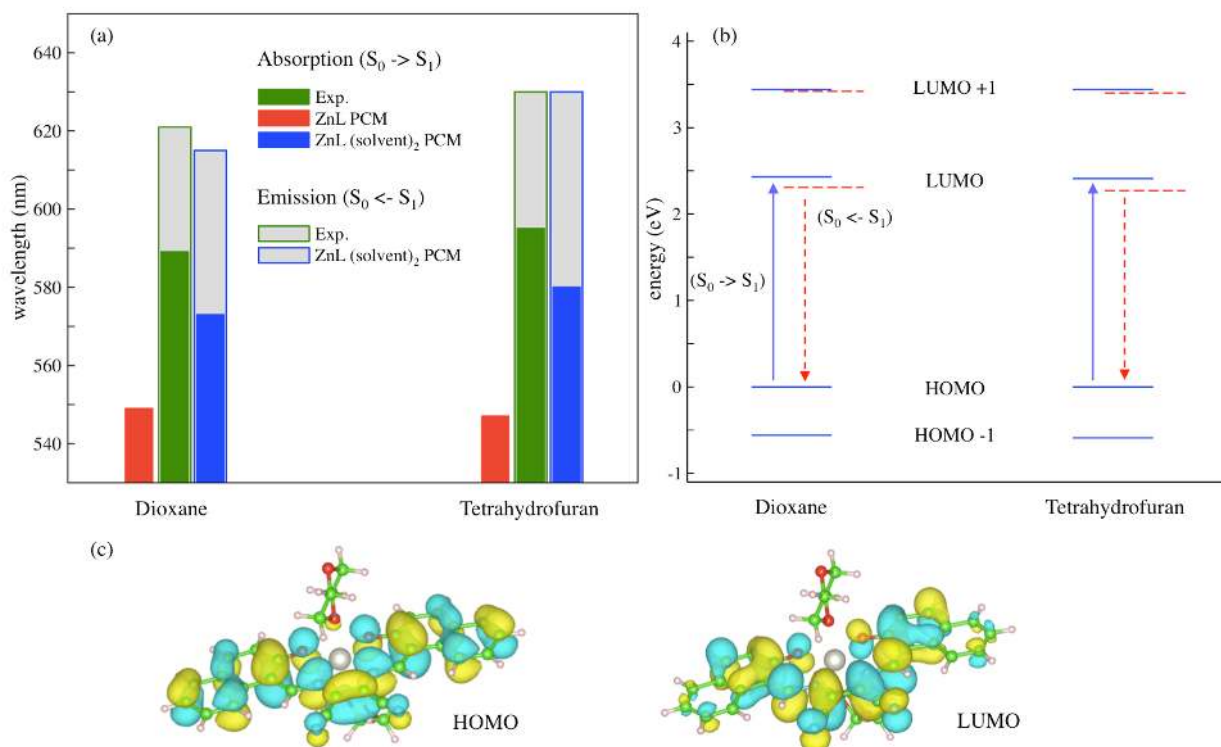 (a)
Absorption (S0 -> S1)
Exp.
ZnL PCM
ZnL (solvent)2 PCM
Emission (S0 <- S1)
Exp.
ZnL (solvent)2 PCM
wavelength (nm)
640
620
600
580
560
540
Dioxane
Tetrahydrofuran
(b)
energy (eV)
4
3
2
1
0
-1
LUMO +1
LUMO
(S0 <- S1)
(S0 -> S1)
HOMO
HOMO -1
Dioxane
Tetrahydrofuran
(c)
HOMO
LUMO